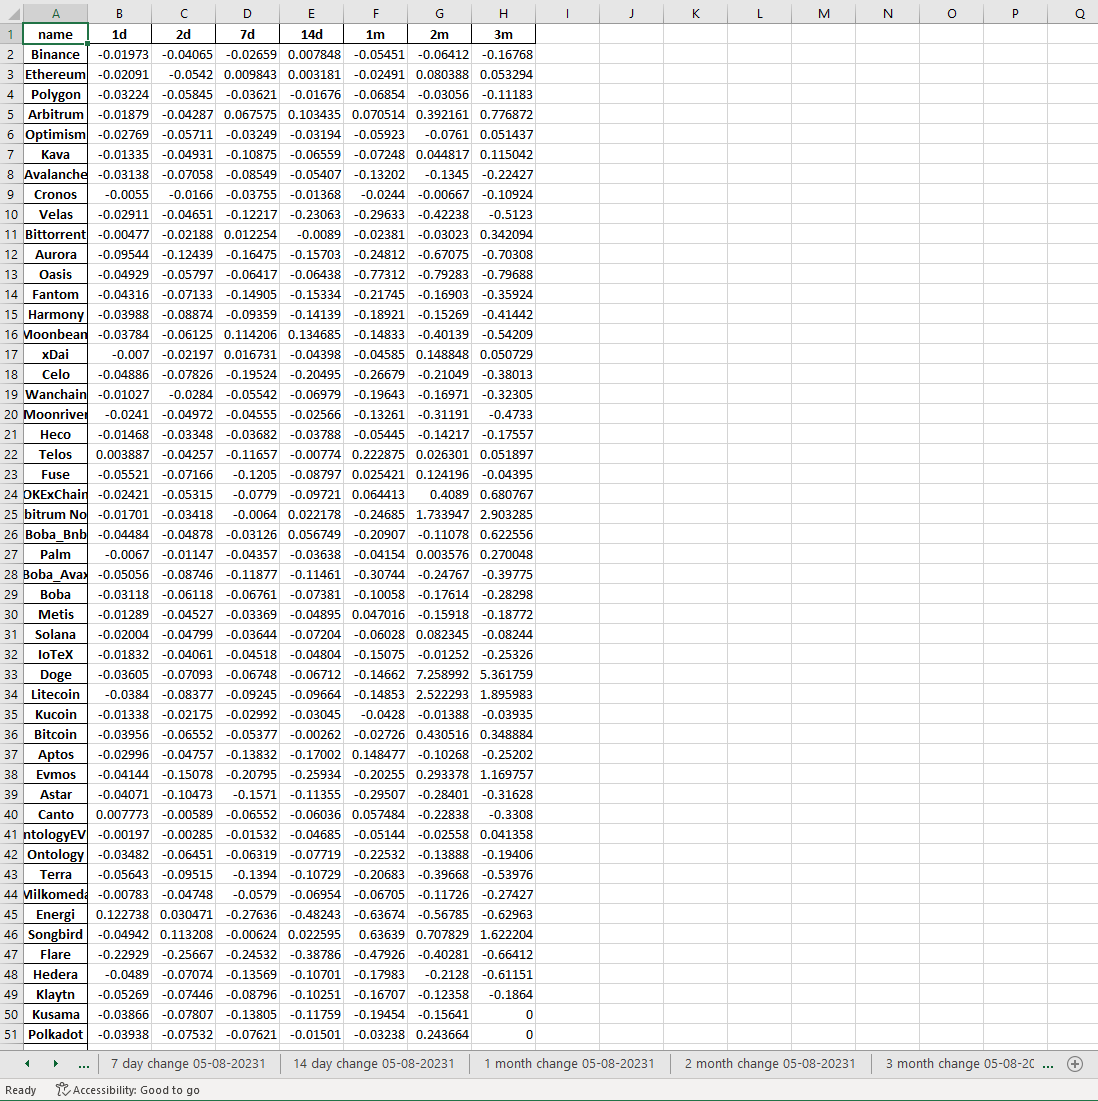 A B C D E F G H I J K L M N O P Q
1 name 1d 2d 7d 14d 1m 2m 3m
2 Binance -0.01973 -0.04065 -0.02659 0.007848 -0.05451 -0.06412 -0.16768
3 Ethereum -0.02091 -0.0542 0.009843 0.003181 -0.02491 0.080388 0.053294
4 Polygon -0.03224 -0.05845 -0.03621 -0.01676 -0.06854 -0.03056 -0.11183
5 Arbitrum -0.01879 -0.04287 0.067575 0.103435 0.070514 0.392161 0.776872
6 Optimism -0.02769 -0.05711 -0.03249 -0.03194 -0.05923 -0.0761 0.051437
7 Kava -0.01335 -0.04931 -0.10875 -0.06559 -0.07248 0.044817 0.115042
8 Avalanche -0.03138 -0.07058 -0.08549 -0.05407 -0.13202 -0.1345 -0.22427
9 Cronos -0.0055 -0.0166 -0.03755 -0.01368 -0.0244 -0.00667 -0.10924
10 Velas -0.02911 -0.04651 -0.12217 -0.23063 -0.29633 -0.42238 -0.5123
11 Bittorrent -0.00477 -0.02188 0.012254 -0.0089 -0.02381 -0.03023 0.342094
12 Aurora -0.09544 -0.12439 -0.16475 -0.15703 -0.24812 -0.67075 -0.70308
13 Oasis -0.04929 -0.05797 -0.06417 -0.06438 -0.77312 -0.79283 -0.79688
14 Fantom -0.04316 -0.07133 -0.14905 -0.15334 -0.21745 -0.16903 -0.35924
15 Harmony -0.03988 -0.08874 -0.09359 -0.14139 -0.18921 -0.15269 -0.41442
16 Moonbeam -0.03784 -0.06125 0.114206 0.134685 -0.14833 -0.40139 -0.54209
17 xDai -0.007 -0.02197 0.016731 -0.04398 -0.04585 0.148848 0.050729
18 Celo -0.04886 -0.07826 -0.19524 -0.20495 -0.26679 -0.21049 -0.38013
19 Wanchain -0.01027 -0.0284 -0.05542 -0.06979 -0.19643 -0.16971 -0.32305
20 Moonriver -0.0241 -0.04972 -0.04555 -0.02566 -0.13261 -0.31191 -0.4733
21 Heco -0.01468 -0.03348 -0.03682 -0.03788 -0.05445 -0.14217 -0.17557
22 Telos 0.003887 -0.04257 -0.11657 -0.00774 0.222875 0.026301 0.051897
23 Fuse -0.05521 -0.07166 -0.1205 -0.08797 0.025421 0.124196 -0.04395
24 OKExChain -0.02421 -0.05315 -0.0779 -0.09721 0.064413 0.4089 0.680767
25 bitrum No -0.01701 -0.03418 -0.0064 0.022178 -0.24685 1.733947 2.903285
26 Boba_Bnb -0.04484 -0.04878 -0.03126 0.056749 -0.20907 -0.11078 0.622556
27 Palm -0.0067 -0.01147 -0.04357 -0.03638 -0.04154 0.003576 0.270048
28 Boba_Avax -0.05056 -0.08746 -0.11877 -0.11461 -0.30744 -0.24767 -0.39775
29 Boba -0.03118 -0.06118 -0.06761 -0.07381 -0.10058 -0.17614 -0.28298
30 Metis -0.01289 -0.04527 -0.03369 -0.04895 0.047016 -0.15918 -0.18772
31 Solana -0.02004 -0.04799 -0.03644 -0.07204 -0.06028 0.082345 -0.08244
32 IoTeX -0.01832 -0.04061 -0.04518 -0.04804 -0.15075 -0.01252 -0.25326
33 Doge -0.03605 -0.07093 -0.06748 -0.06712 -0.14662 7.258992 5.361759
34 Litecoin -0.0384 -0.08377 -0.09245 -0.09664 -0.14853 2.522293 1.895983
35 Kucoin -0.01338 -0.02175 -0.02992 -0.03045 -0.0428 -0.01388 -0.03935
36 Bitcoin -0.03956 -0.06552 -0.05377 -0.00262 -0.02726 0.430516 0.348884
37 Aptos -0.02996 -0.04757 -0.13832 -0.17002 0.148477 -0.10268 -0.25202
38 Evmos -0.04144 -0.15078 -0.20795 -0.25934 -0.20255 0.293378 1.169757
39 Astar -0.04071 -0.10473 -0.1571 -0.11355 -0.29507 -0.28401 -0.31628
40 Canto 0.007773 -0.00589 -0.06552 -0.06036 0.057484 -0.22838 -0.3308
41 ntologyEV -0.00197 -0.00285 -0.01532 -0.04685 -0.05144 -0.02558 0.041358
42 Ontology -0.03482 -0.06451 -0.06319 -0.07719 -0.22532 -0.13888 -0.19406
43 Terra -0.05643 -0.09515 -0.1394 -0.10729 -0.20683 -0.39668 -0.53976
44 Milkomeda -0.00783 -0.04748 -0.0579 -0.06954 -0.06705 -0.11726 -0.27427
45 Energi 0.122738 0.030471 -0.27636 -0.48243 -0.63674 -0.56785 -0.62963
46 Songbird -0.04942 0.113208 -0.00624 0.022595 0.63639 0.707829 1.622204
47 Flare -0.22929 -0.25667 -0.24532 -0.38786 -0.47926 -0.40281 -0.66412
48 Hedera -0.0489 -0.07074 -0.13569 -0.10701 -0.17983 -0.2128 -0.61151
49 Klaytn -0.05269 -0.07446 -0.08796 -0.10251 -0.16707 -0.12358 -0.1864
50 Kusama -0.03866 -0.07807 -0.13805 -0.11759 -0.19454 -0.15641 0
51 Polkadot -0.03938 -0.07532 -0.07621 -0.01501 -0.03238 0.243664 0
... 7 day change 05-08-20231 14 day change 05-08-20231 1 month change 05-08-20231 2 month change 05-08-20231 3 month change 05-08-20 ...
Ready Accessibility: Good to go